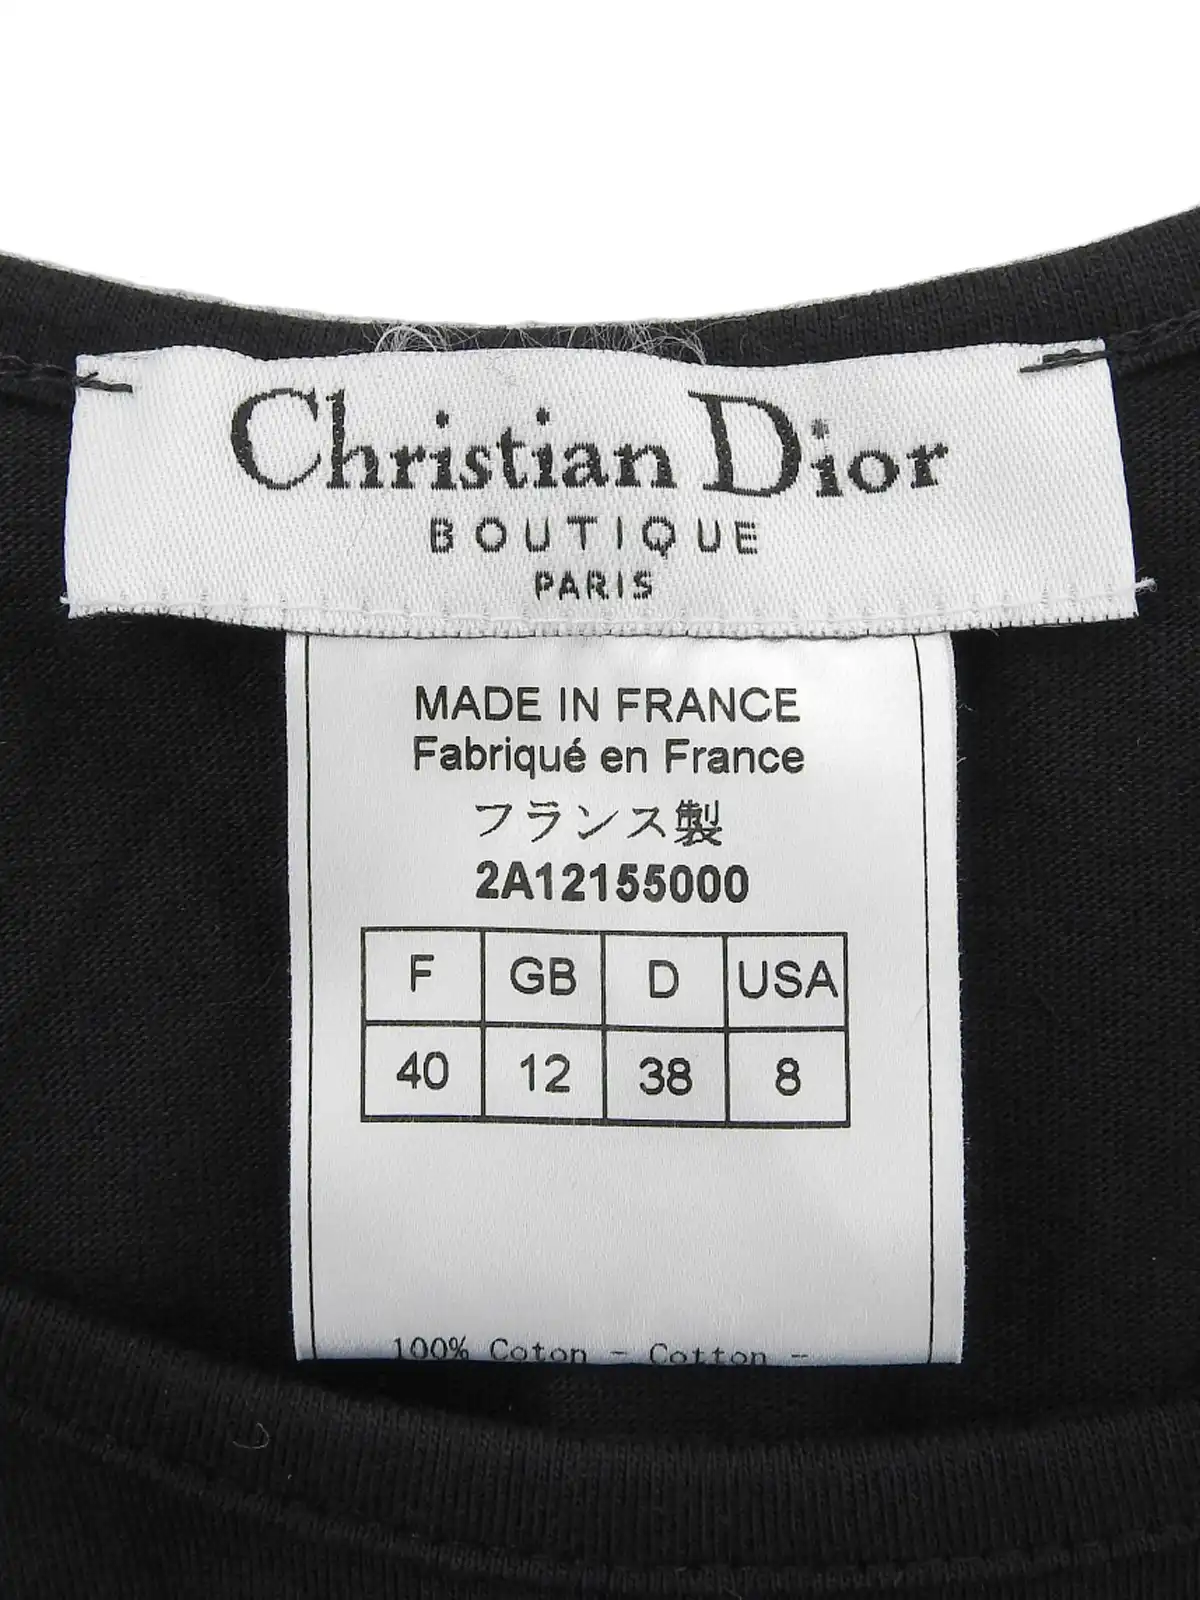 Christian Dior
BOUTIQUE
PARIS
MADE IN FRANCE
Fabriqué en France
フランス製
2A12155000
F GB D USA
40 12 38 8
100% Coton - Cotton -